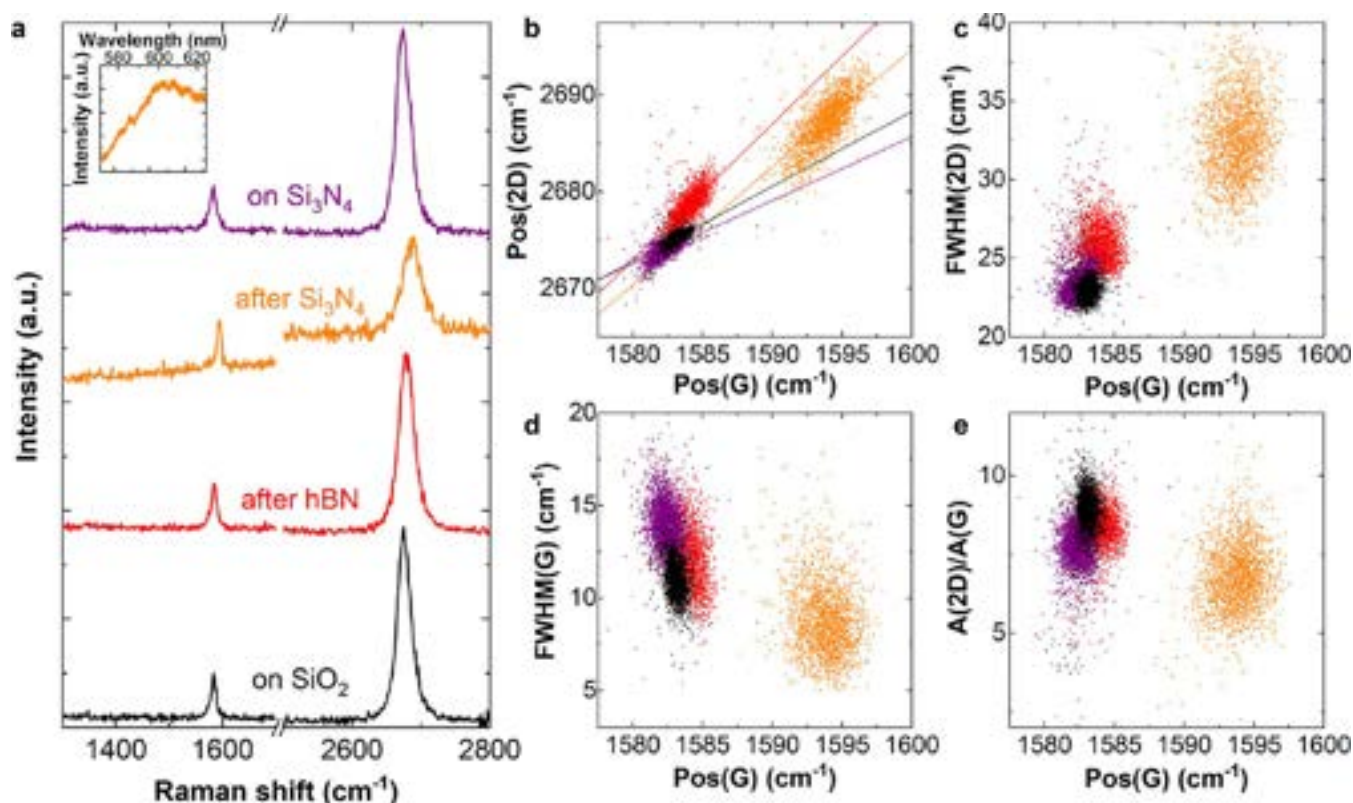 a
Wavelength (nm)
560 600 620
Intensity (a.u.)
on Si₃N₄
after Si₃N₄
after hBN
on SiO₂
Intensity (a.u.)
1400 1600 2600 2800
Raman shift (cm⁻¹)
b
Pos(2D) (cm⁻¹)
2690
2680
2670
1580 1585 1590 1595 1600
Pos(G) (cm⁻¹)
c
FWHM(2D) (cm⁻¹)
40
35
30
25
20
1580 1585 1590 1595 1600
Pos(G) (cm⁻¹)
d
FWHM(G) (cm⁻¹)
20
15
10
5
1580 1585 1590 1595 1600
Pos(G) (cm⁻¹)
e
A(2D)/A(G)
10
5
1580 1585 1590 1595 1600
Pos(G) (cm⁻¹)